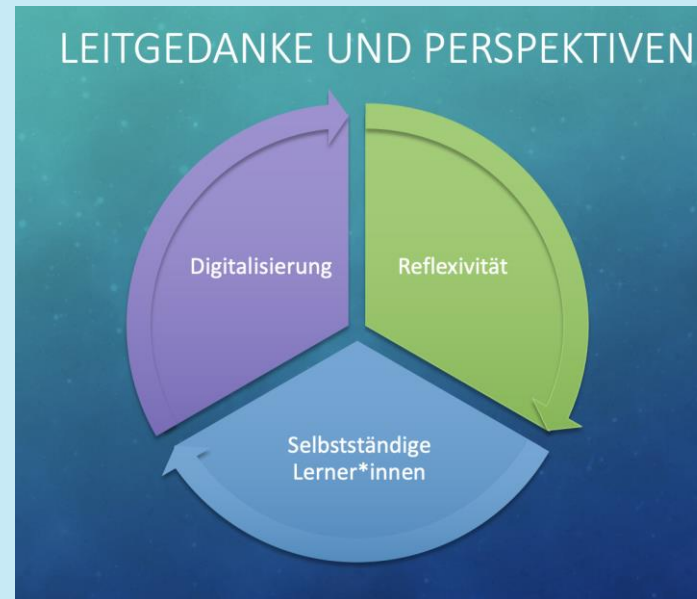 LEITGEDANKE UND PERSPEKTIVEN
Digitalisierung
Reflexivität
Selbstständige
Lerner*innen